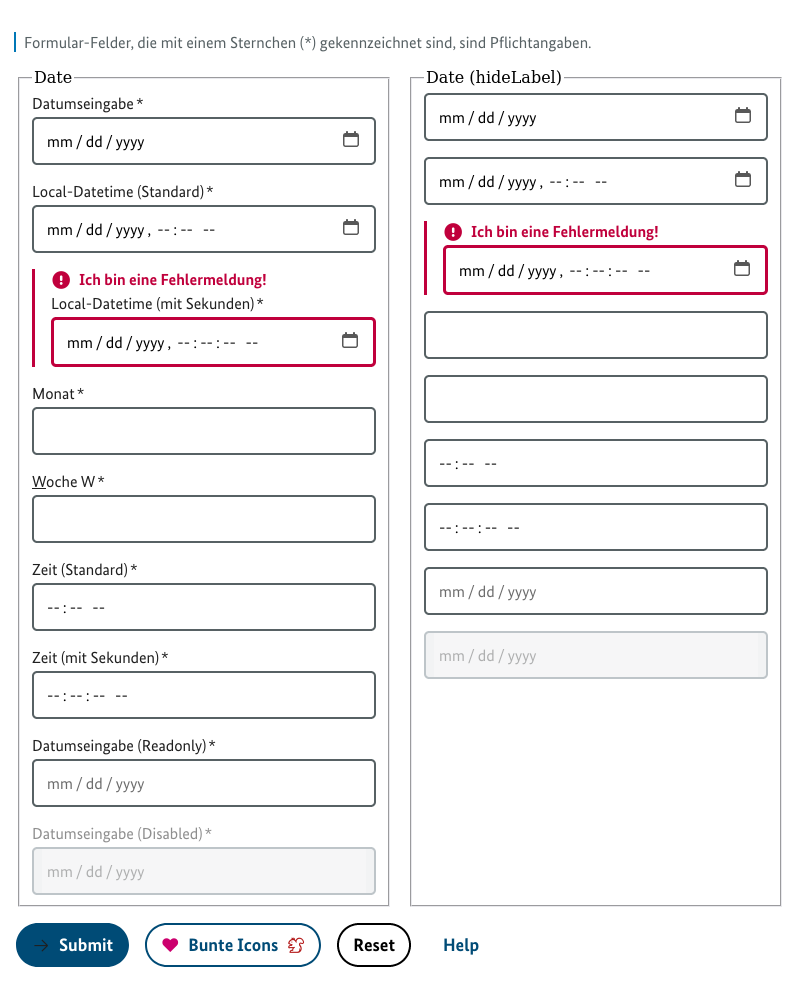 Formular-Felder, die mit einem Sternchen (*) gekennzeichnet sind, sind Pflichtangaben.
Date
Datumseingabe *
mm / dd / yyyy
Local-Datetime (Standard) *
mm / dd / yyyy, -- : -- --
Ich bin eine Fehlermeldung!
Local-Datetime (mit Sekunden) *
mm / dd / yyyy, -- : -- : -- --
Monat *
Woche W *
Zeit (Standard) *
-- : -- --
Zeit (mit Sekunden) *
-- : -- : -- --
Datumseingabe (Readonly) *
mm / dd / yyyy
Datumseingabe (Disabled) *
mm / dd / yyyy
Date (hideLabel)
mm / dd / yyyy
mm / dd / yyyy, -- : -- --
Ich bin eine Fehlermeldung!
mm / dd / yyyy, -- : -- : -- --
-- : -- --
-- : -- : -- --
mm / dd / yyyy
mm / dd / yyyy
Submit
Bunte Icons
Reset
Help